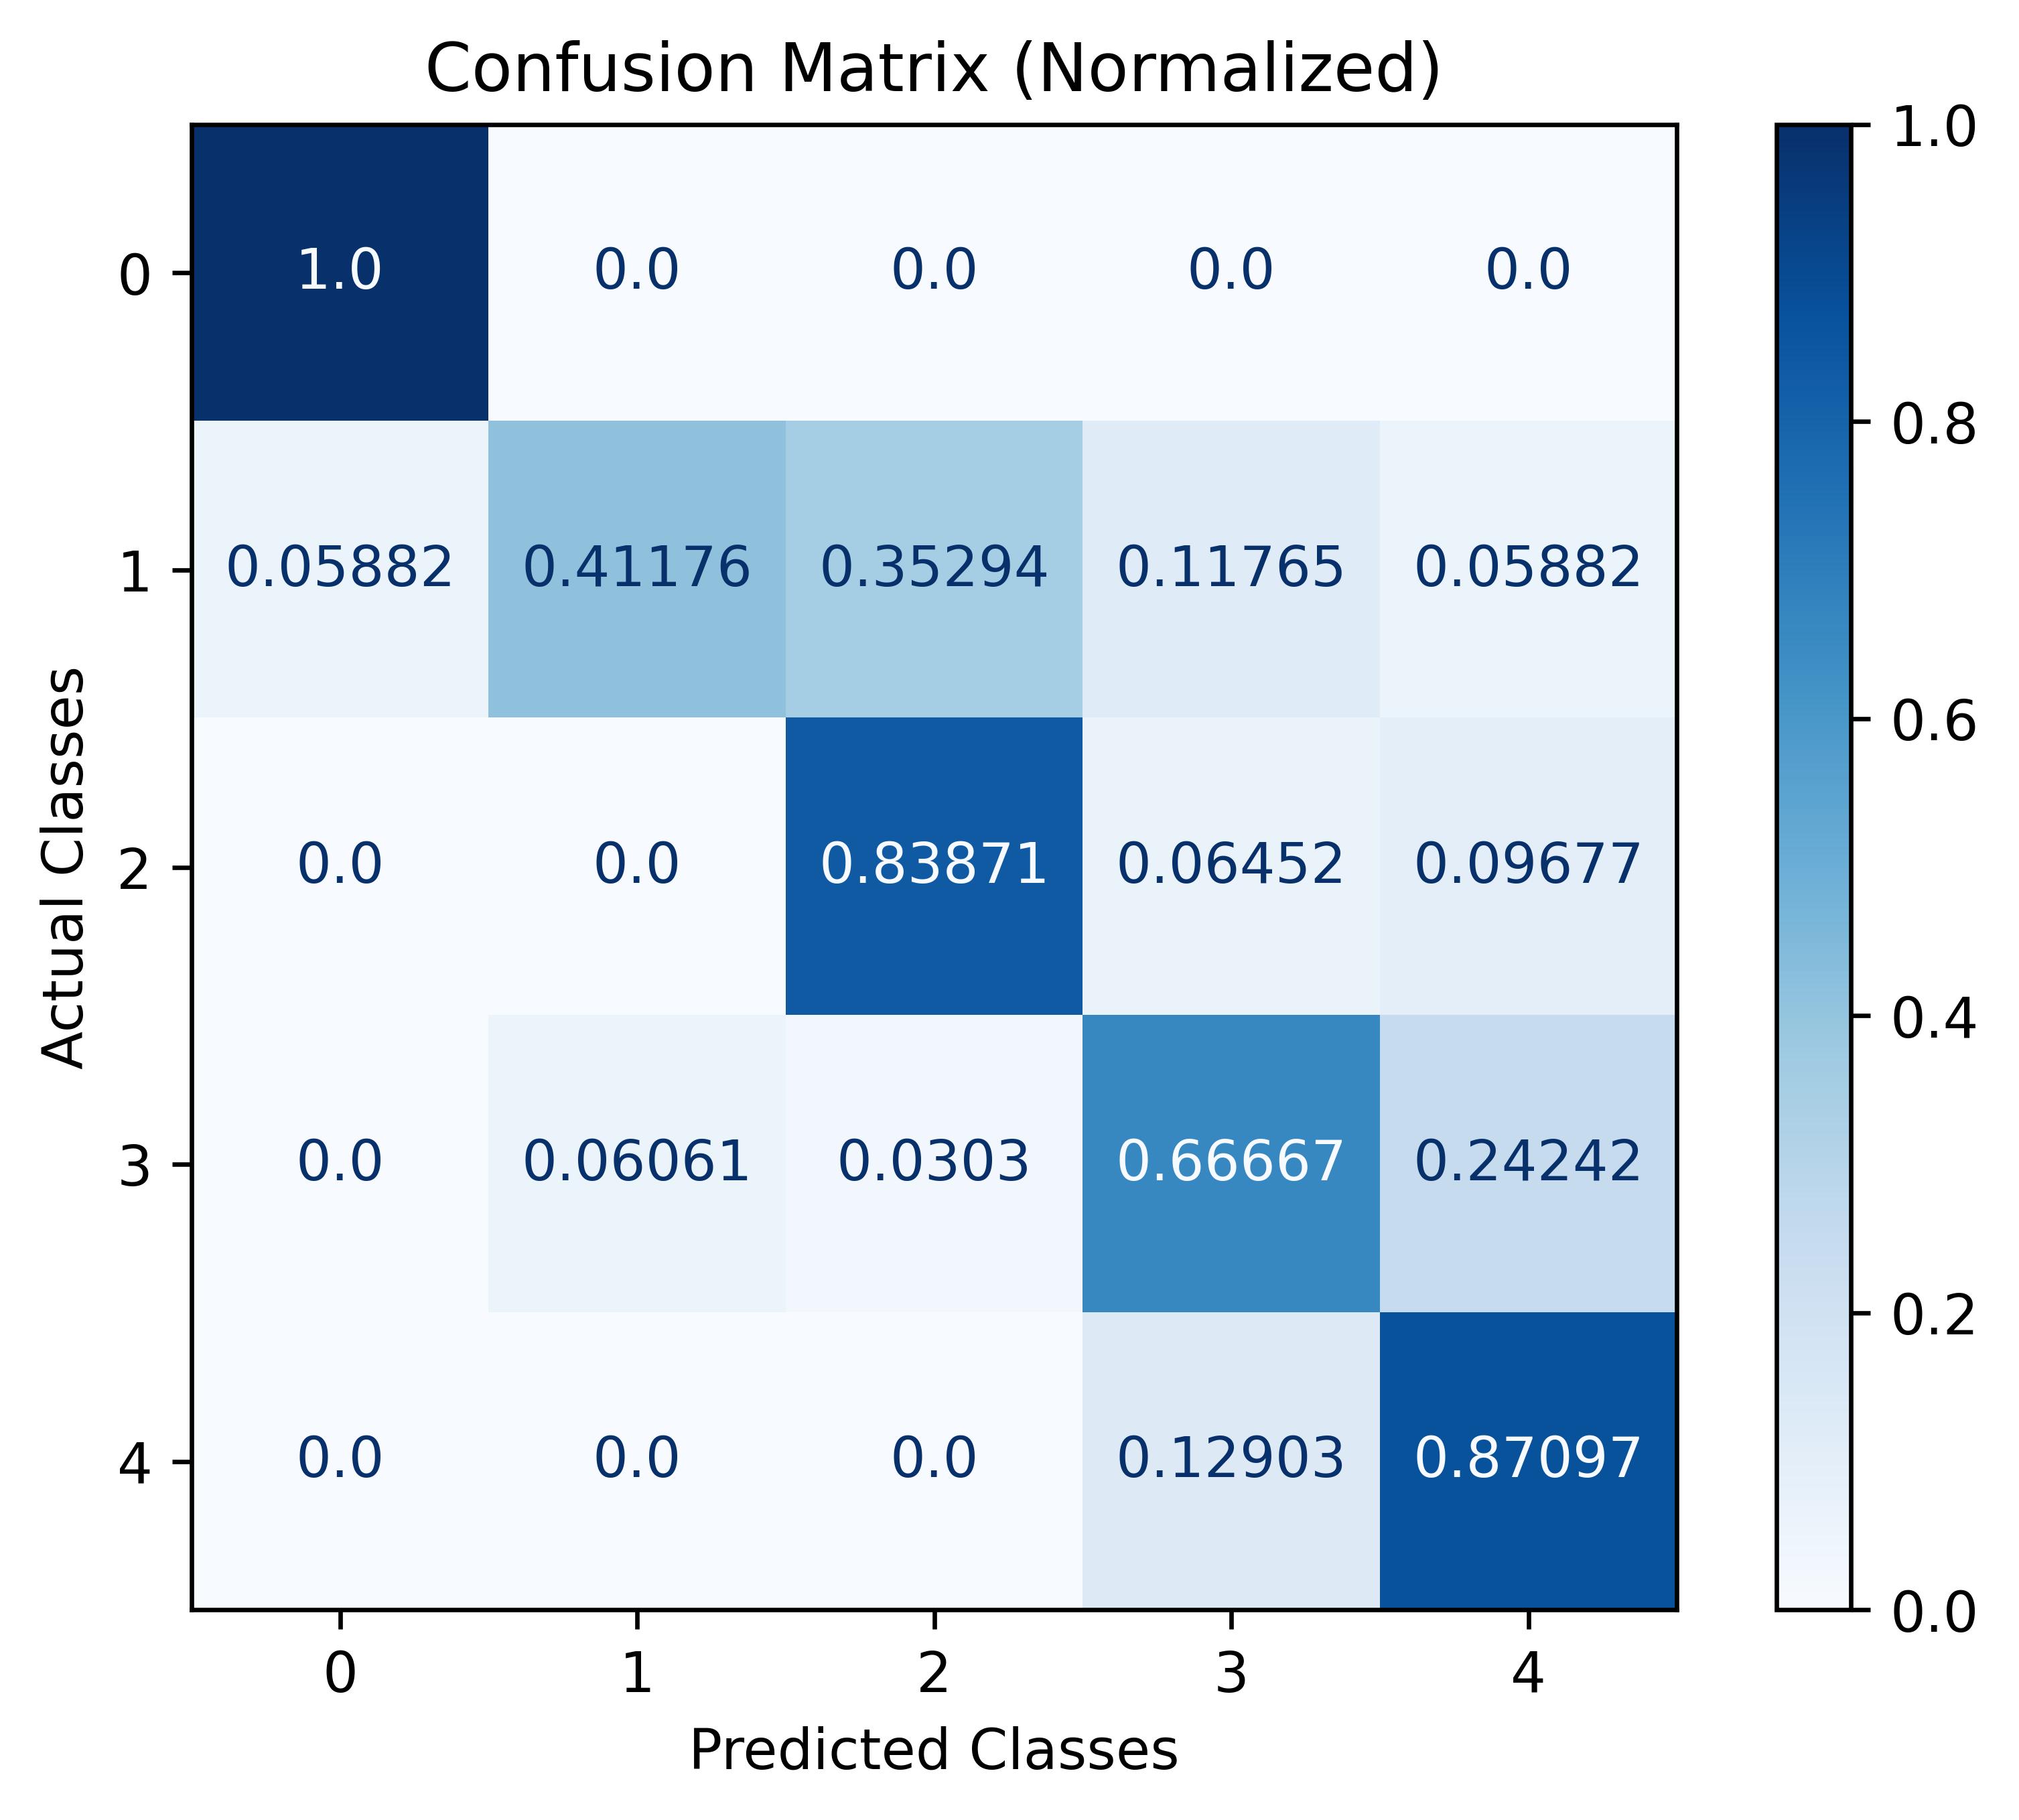 Confusion Matrix (Normalized)
1.0
0 1.0 0.0 0.0 0.0 0.0
0.8
1 0.05882 0.41176 0.35294 0.11765 0.05882
0.6
Actual Classes
2 0.0 0.0 0.83871 0.06452 0.09677
0.4
3 0.0 0.06061 0.0303 0.66667 0.24242
0.2
4 0.0 0.0 0.0 0.12903 0.87097
0.0
0 1 2 3 4
Predicted Classes